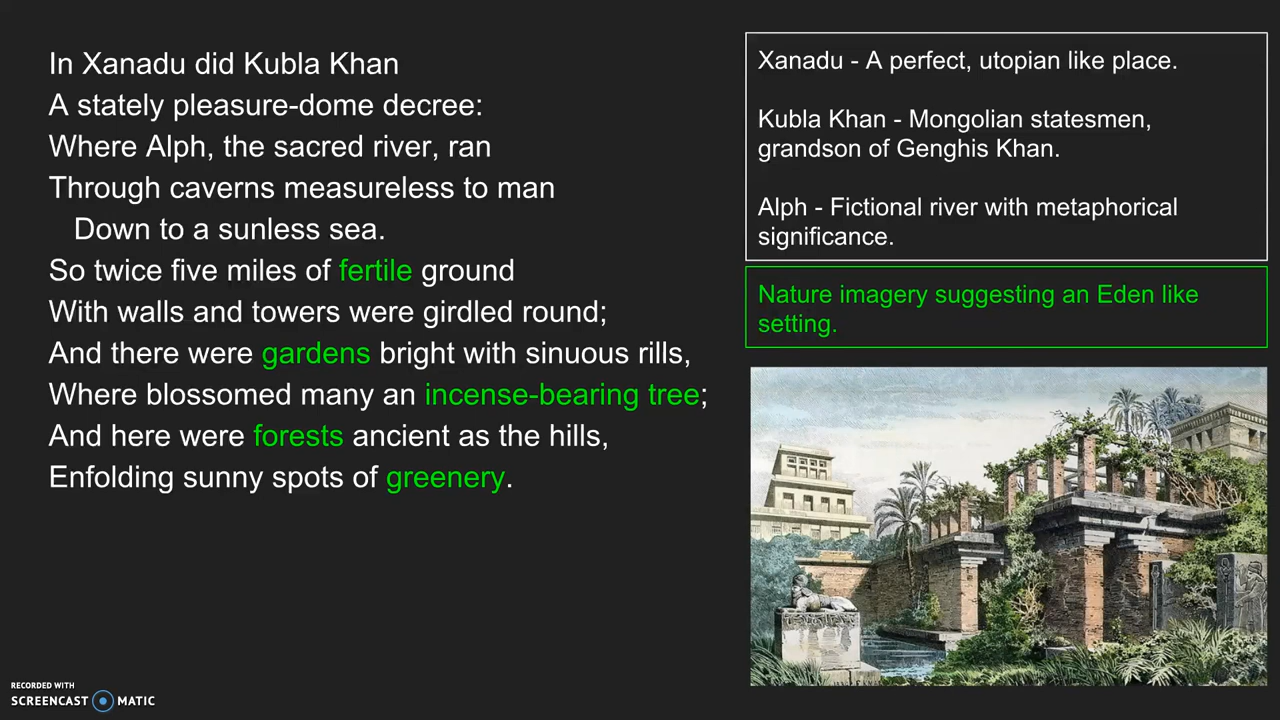 In Xanadu did Kubla Khan
A stately pleasure-dome decree:
Where Alph, the sacred river, ran
Through caverns measureless to man
Down to a sunless sea.
So twice five miles of fertile ground
With walls and towers were girdled round;
And there were gardens bright with sinuous rills,
Where blossomed many an incense-bearing tree;
And here were forests ancient as the hills,
Enfolding sunny spots of greenery.
Xanadu - A perfect, utopian like place.
Kubla Khan - Mongolian statesmen,
grandson of Genghis Khan.
Alph - Fictional river with metaphorical
significance.
Nature imagery suggesting an Eden like
setting.
RECORDED WITH
SCREENCAST MATIC